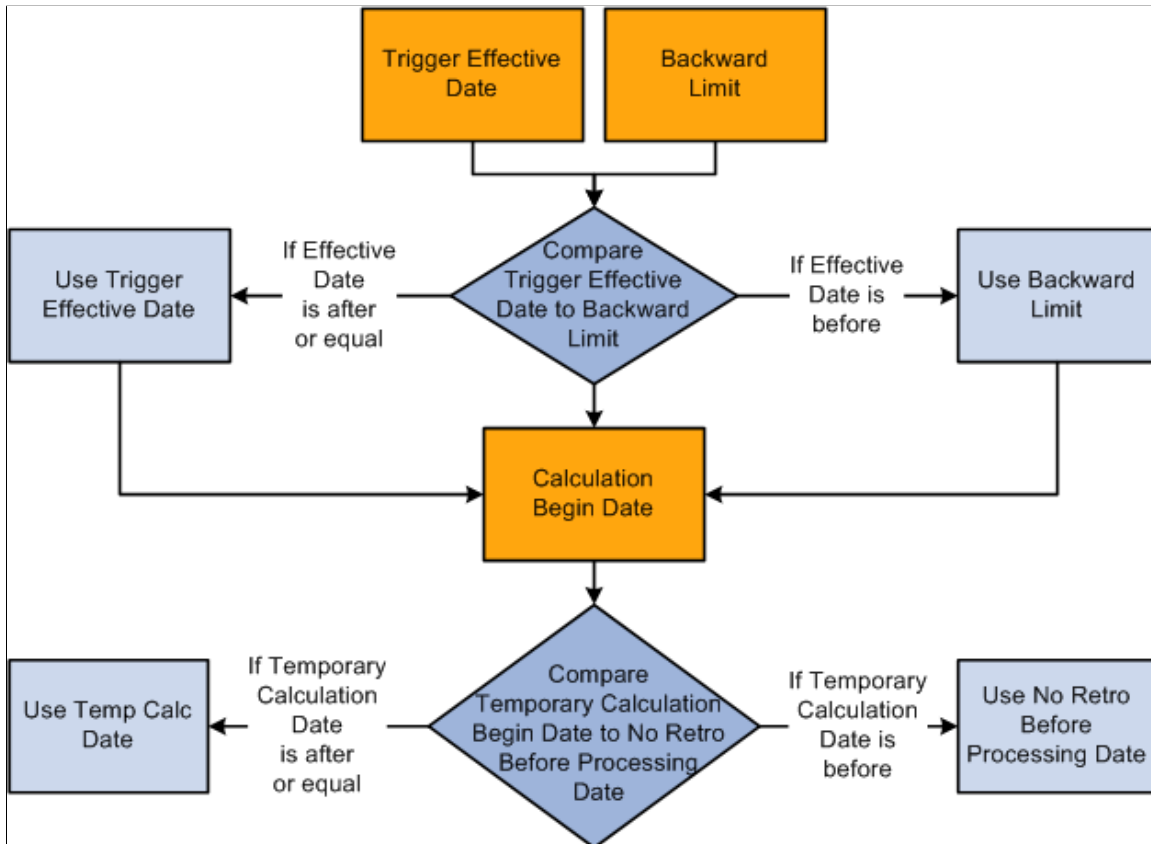 Trigger Effective
Date
Backward
Limit
Compare
Trigger Effective
Date to Backward
Limit
If Effective
Date
is after
or equal
Use Trigger
Effective Date
If Effective
Date is
before
Use Backward
Limit
Calculation
Begin Date
Compare
Temporary Calculation
Begin Date to No Retro
Before Processing
Date
If Temporary
Calculation
Date
is after
or equal
Use Temp Calc
Date
If Temporary
Calculation
Date is
before
Use No Retro
Before
Processing Date